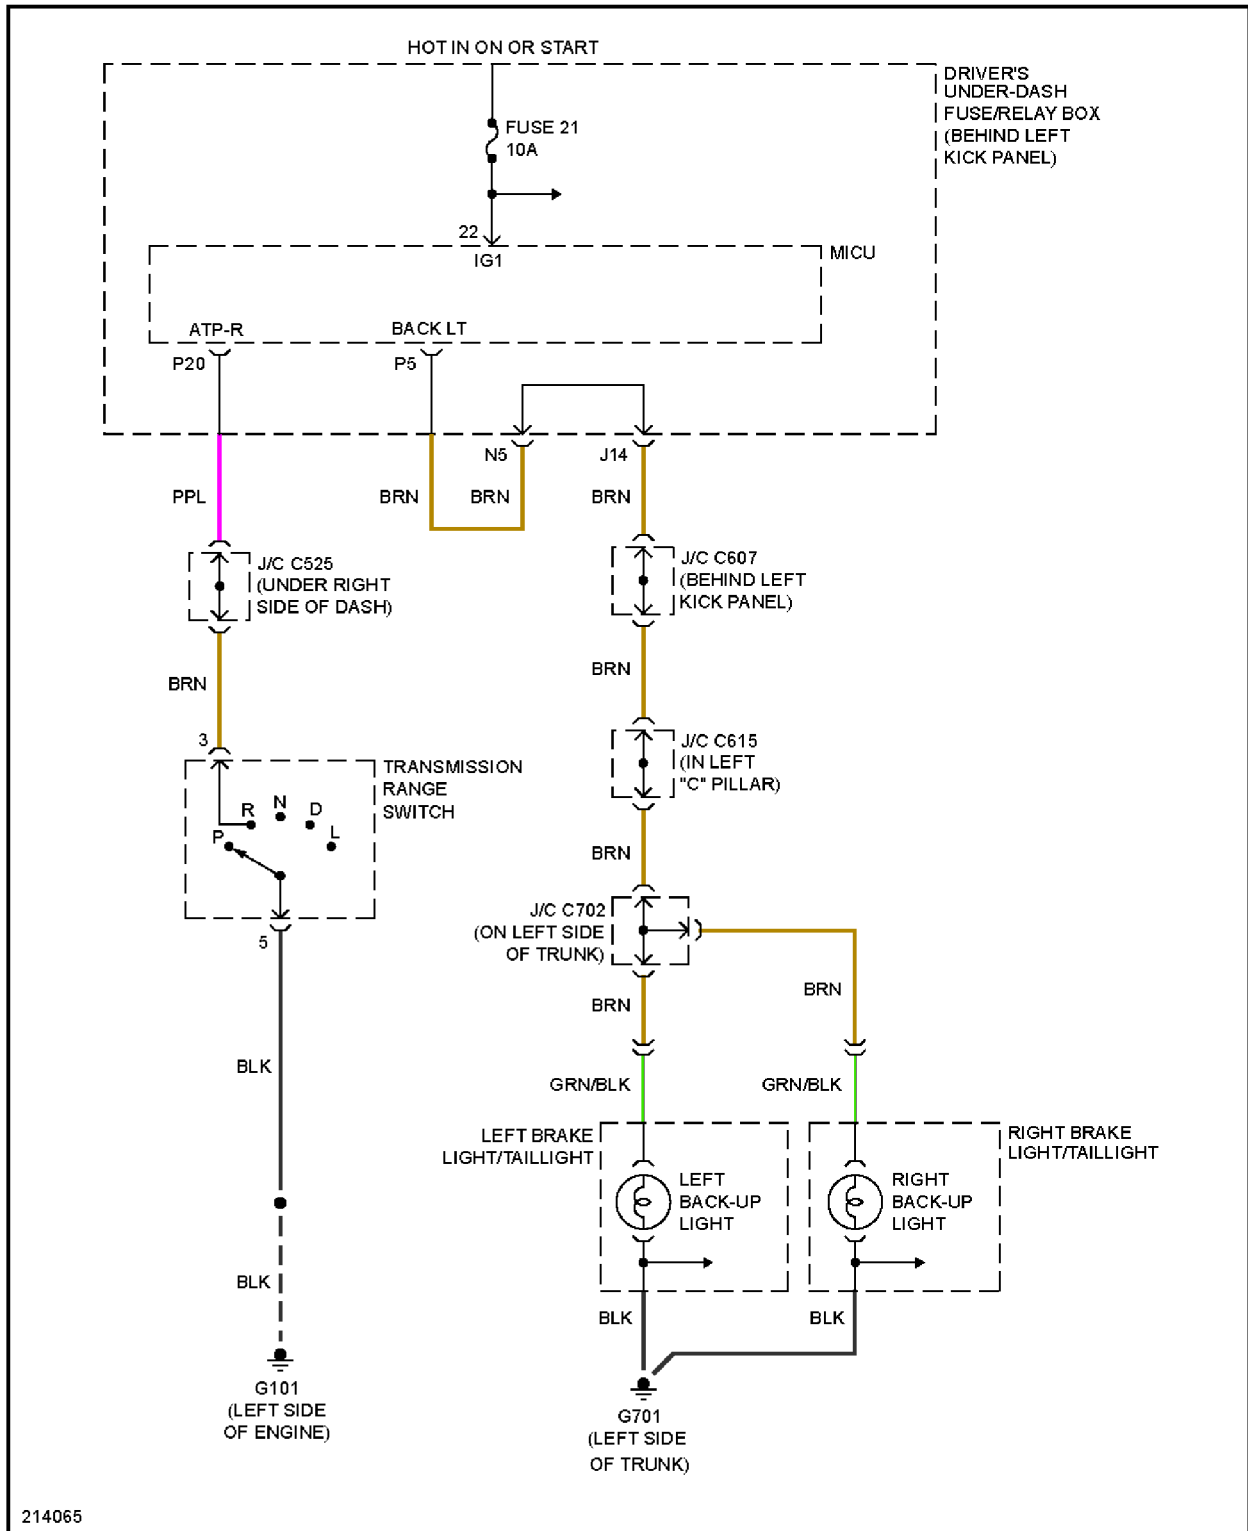 HOT IN ON OR START
DRIVER'S
UNDER-DASH
FUSE/RELAY BOX
(BEHIND LEFT
KICK PANEL)
FUSE 21
10A
22
IG1
MICU
ATP-R
BACK LT
P20
P5
N5
J14
PPL
BRN
BRN
BRN
J/C C525
(UNDER RIGHT
SIDE OF DASH)
J/C C607
(BEHIND LEFT
KICK PANEL)
BRN
BRN
3
TRANSMISSION
RANGE
SWITCH
P
R
N
D
L
5
J/C C615
(IN LEFT
"C" PILLAR)
BRN
J/C C702
(ON LEFT SIDE
OF TRUNK)
BRN
BRN
BLK
GRN/BLK
GRN/BLK
LEFT BRAKE
LIGHT/TAILLIGHT
RIGHT BRAKE
LIGHT/TAILLIGHT
LEFT
BACK-UP
LIGHT
RIGHT
BACK-UP
LIGHT
BLK
BLK
BLK
G101
(LEFT SIDE
OF ENGINE)
G701
(LEFT SIDE
OF TRUNK)
214065